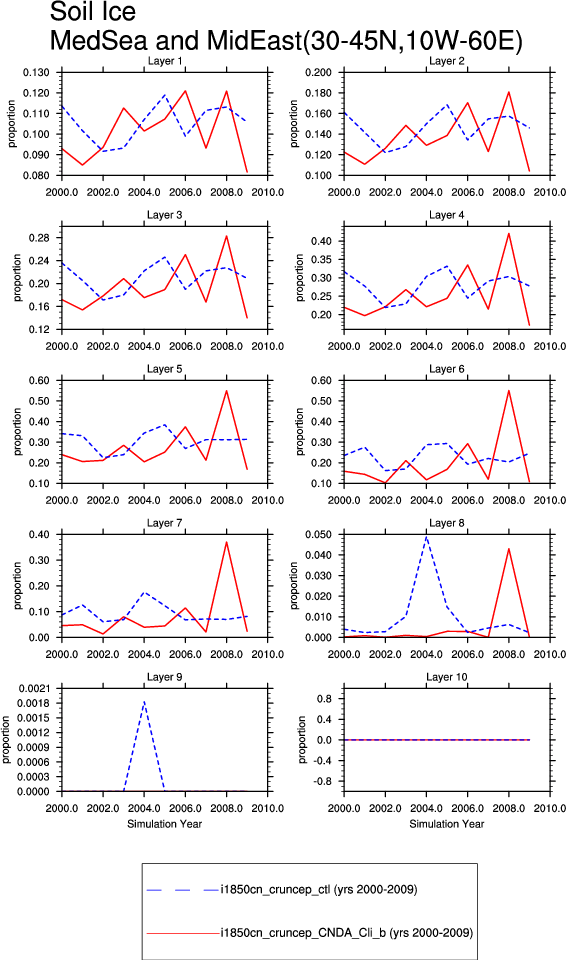 Soil Ice
MedSea and MidEast(30-45N,10W-60E)
Layer 1
Layer 2
0.130
0.120
0.110
0.100
0.090
0.080
proportion
2000.0 2002.0 2004.0 2006.0 2008.0 2010.0
0.200
0.180
0.160
0.140
0.120
0.100
proportion
2000.0 2002.0 2004.0 2006.0 2008.0 2010.0
Layer 3
Layer 4
0.28
0.24
0.20
0.16
0.12
proportion
2000.0 2002.0 2004.0 2006.0 2008.0 2010.0
0.40
0.35
0.30
0.25
0.20
proportion
2000.0 2002.0 2004.0 2006.0 2008.0 2010.0
Layer 5
Layer 6
0.60
0.50
0.40
0.30
0.20
0.10
proportion
2000.0 2002.0 2004.0 2006.0 2008.0 2010.0
0.60
0.50
0.40
0.30
0.20
0.10
proportion
2000.0 2002.0 2004.0 2006.0 2008.0 2010.0
Layer 7
Layer 8
0.40
0.30
0.20
0.10
0.00
proportion
2000.0 2002.0 2004.0 2006.0 2008.0 2010.0
0.050
0.040
0.030
0.020
0.010
0.000
proportion
2000.0 2002.0 2004.0 2006.0 2008.0 2010.0
Layer 9
Layer 10
0.0021
0.0018
0.0015
0.0012
0.0009
0.0006
0.0003
0.0000
proportion
2000.0 2002.0 2004.0 2006.0 2008.0 2010.0
Simulation Year
0.8
0.4
0.0
-0.4
-0.8
proportion
2000.0 2002.0 2004.0 2006.0 2008.0 2010.0
Simulation Year
i1850cn_cruncep_ctl (yrs 2000-2009)
i1850cn_cruncep_CNDA_Cli_b (yrs 2000-2009)